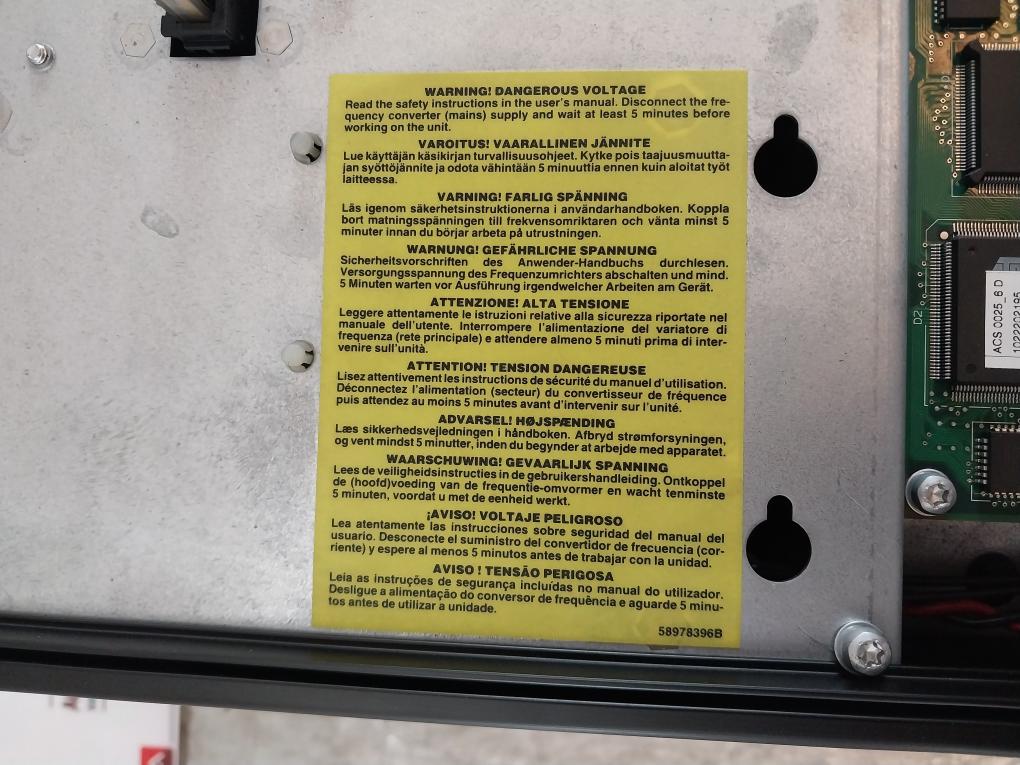 WARNING! DANGEROUS VOLTAGE
Read the safety instructions in the user's manual. Disconnect the fre-
quency converter (mains) supply and wait at least 5 minutes before
working on the unit.
VAROITUS! VAARALLINEN JÄNNITE
Lue käyttäjän käsikirjan turvallisuusohjeet. Kytke pois taajuusmuutta-
jan syöttöjännite ja odota vähintään 5 minuuttia ennen kuin aloitat työt
laitteessa.
VARNING! FARLIG SPÄNNING
Läs igenom säkerhetsinstruktionerna i användarhandboken. Koppla
bort matningsspänningen till frekvensomriktaren och vänta minst 5
minuter innan du börjar arbeta på utrustningen.
WARNUNG! GEFÄHRLICHE SPANNUNG
Sicherheitsvorschriften des Anwender-Handbuchs durchlesen.
Versorgungsspannung des Frequenzumrichters abschalten und mind.
5 Minuten warten vor Ausführung irgendwelcher Arbeiten am Gerät.
ATTENZIONE! ALTA TENSIONE
Leggere attentamente le istruzioni relative alla sicurezza riportate nel
manuale dell'utente. Interrompere l'alimentazione del variatore di
frequenza (rete principale) e attendere almeno 5 minuti prima di inter-
venire sull'unità.
ATTENTION! TENSION DANGEREUSE
Lisez attentivement les instructions de sécurité du manuel d'utilisation.
Déconnectez l'alimentation (secteur) du convertisseur de fréquence
puis attendez au moins 5 minutes avant d'intervenir sur l'unité.
ADVARSEL! HØJSPÆNDING
Læs sikkerhedsvejledningen i håndboken. Afbryd strømforsyningen,
og vent mindst 5 minutter, inden du begynder at arbejde med apparatet.
WAARSCHUWING! GEVAARLIJK SPANNING
Lees de veiligheidsinstructies in de gebruikershandleiding. Ontkoppel
de (hoofd)voeding van de frequentie-omvormer en wacht tenminste
5 minuten, voordat u met de eenheid werkt.
¡AVISO! VOLTAJE PELIGROSO
Lea atentamente las instrucciones sobre seguridad del manual del
usuario. Desconecte el suministro del convertidor de frecuencia (cor-
riente) y espere al menos 5 minutos antes de trabajar con la unidad.
AVISO ! TENSÃO PERIGOSA
Leia as instruções de segurança incluídas no manual do utilizador.
Desligue a alimentação do conversor de frequência e aguarde 5 minu-
tos antes de utilizar a unidade.
58978396B
D2
ACS 0025_6 D
1022202195